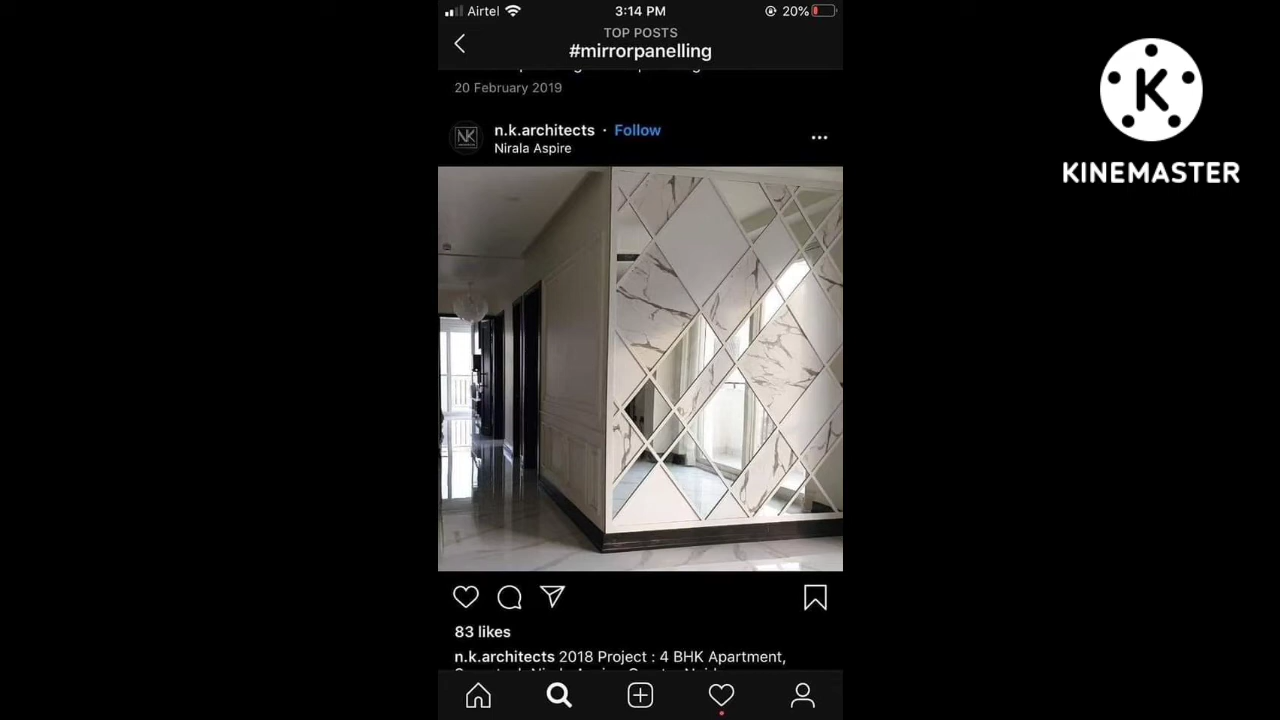 Airtel
3:14 PM
20%
TOP POSTS
#mirrorpanelling
20 February 2019
NK
n.k.architects · Follow
Nirala Aspire
83 likes
n.k.architects 2018 Project : 4 BHK Apartment,
K
KINEMASTER